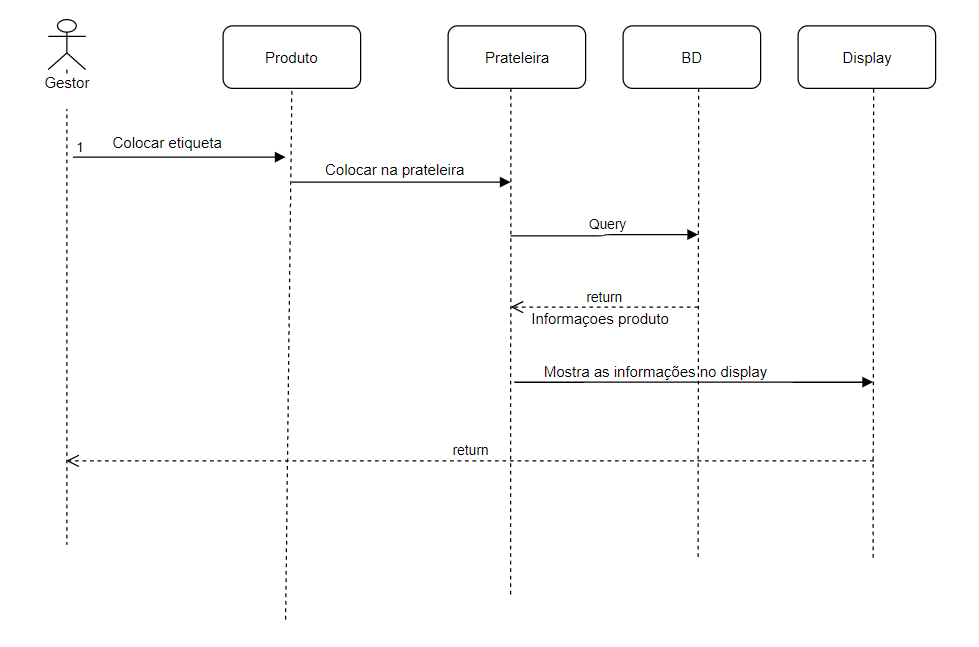 Gestor
Produto
Prateleira
BD
Display
1
Colocar etiqueta
Colocar na prateleira
Query
return
Informaçoes produto
Mostra as informações no display
return